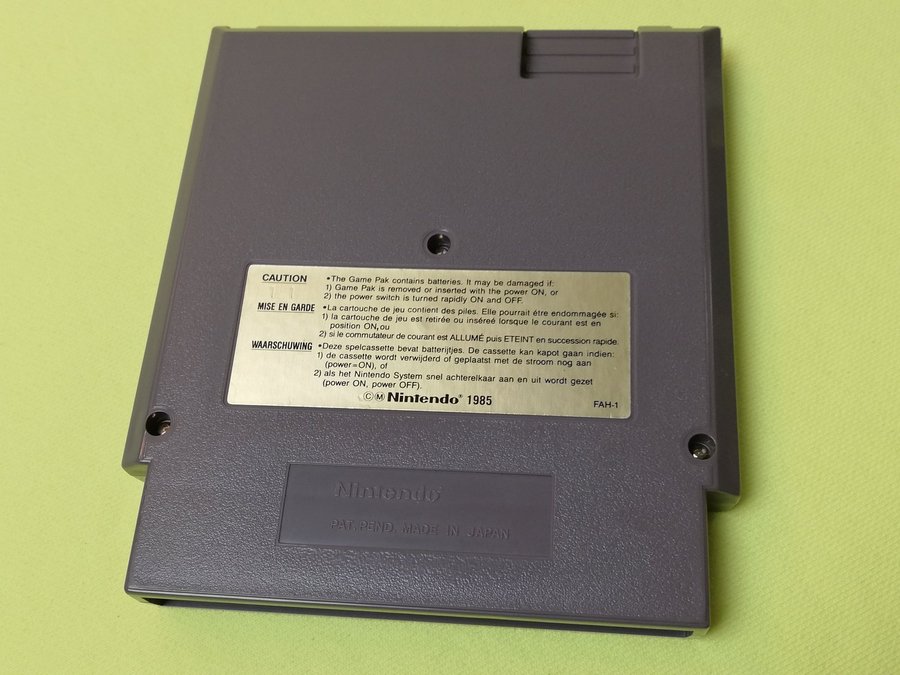 CAUTION •The Game Pak contains batteries. It may be damaged if:
1) Game Pak is removed or inserted with the power ON, or
2) the power switch is turned rapidly ON and OFF.
MISE EN GARDE •La cartouche de jeu contient des piles. Elle pourrait étre endommagée si:
1) la cartouche de jeu est retirée ou inséreé lorsque le courant est en
position ON, ou
2) si le commutateur de courant est ALLUMÉ puis ETEINT en succession rapide.
WAARSCHUWING •Deze spelcassette bevat batterijtjes. De cassette kan kapot gaan indien:
1) de cassette wordt verwijderd of geplaatst met de stroom nog aan
(power=ON), of
2) als het Nintendo System snel achterelkaar aan en uit wordt gezet
(power ON, power OFF).
ⒸⓂ Nintendo® 1985
FAH-1
Nintendo
PAT. PEND. MADE IN JAPAN